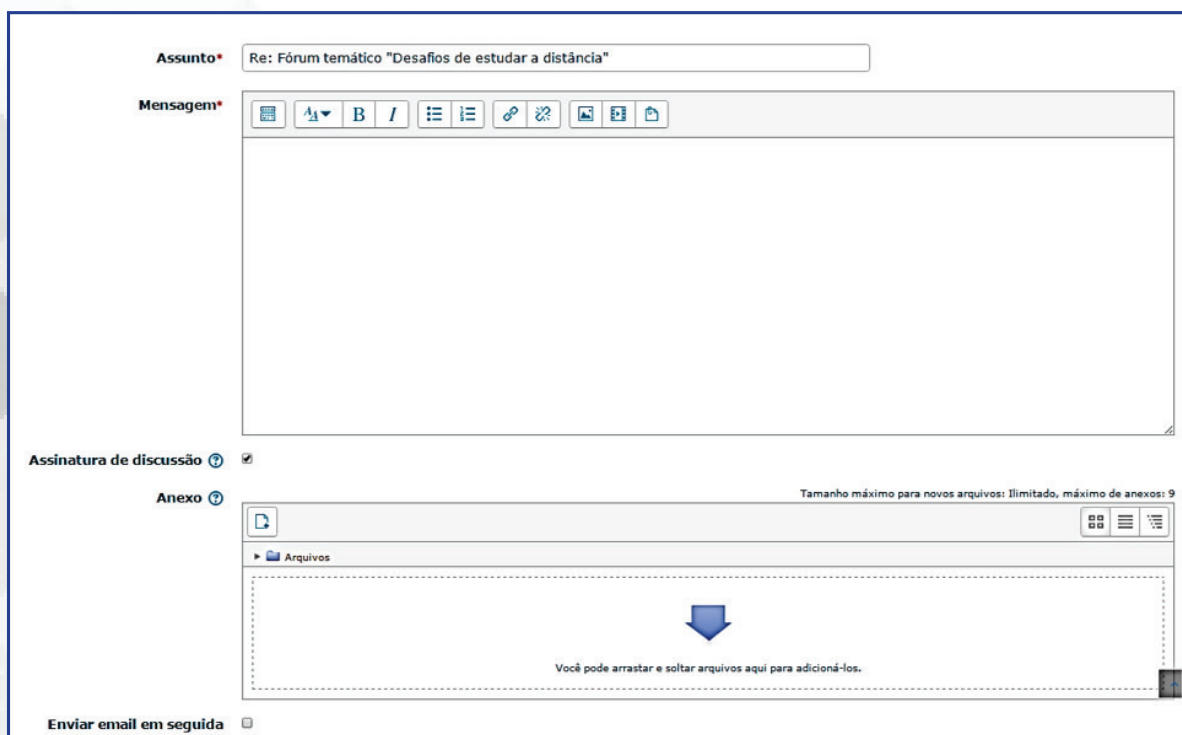 Assunto* Re: Fórum temático "Desafios de estudar a distância"
Mensagem*
Assinatura de discussão
Anexo
Tamanho máximo para novos arquivos: Ilimitado, máximo de anexos: 9
Arquivos
Você pode arrastar e soltar arquivos aqui para adicioná-los.
Enviar email em seguida